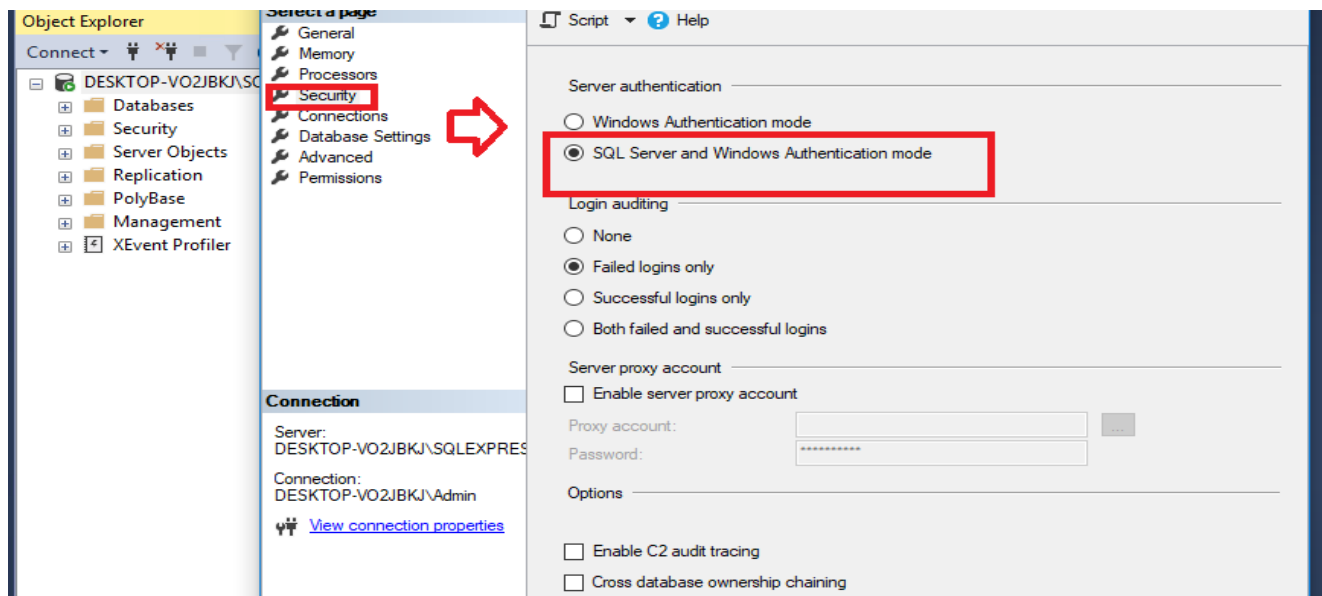 Object Explorer
Connect
DESKTOP-VO2JBKJ\SC
Databases
Security
Server Objects
Replication
PolyBase
Management
XEvent Profiler
Select a page
General
Memory
Processors
Security
Connections
Database Settings
Advanced
Permissions
Connection
Server:
DESKTOP-VO2JBKJ\SQLEXPRES
Connection:
DESKTOP-VO2JBKJ\Admin
View connection properties
Script Help
Server authentication
Windows Authentication mode
SQL Server and Windows Authentication mode
Login auditing
None
Failed logins only
Successful logins only
Both failed and successful logins
Server proxy account
Enable server proxy account
Proxy account:
...
Password:
**********
Options
Enable C2 audit tracing
Cross database ownership chaining